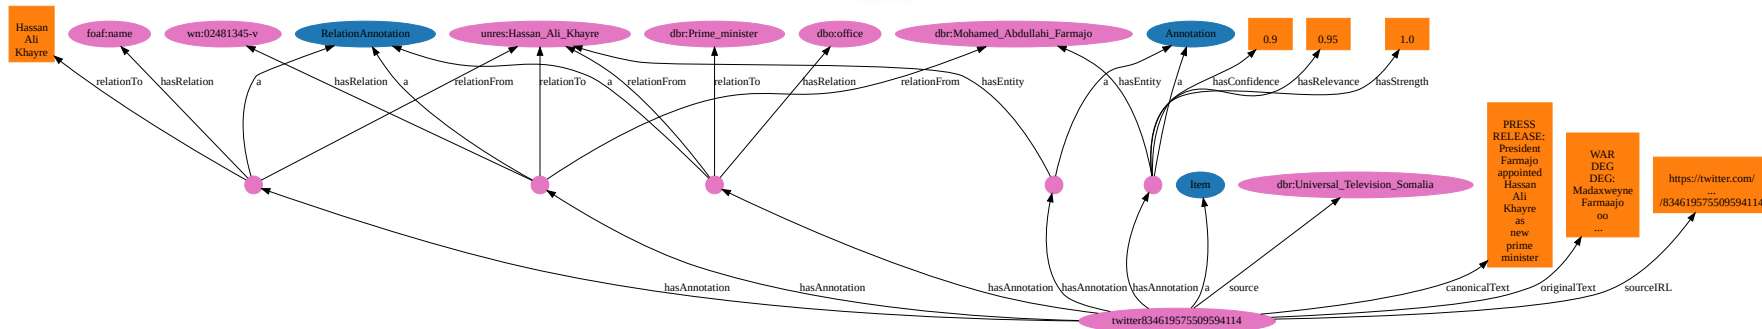 Hassan
Ali
Khayre
foaf:name
wn:02481345-v
RelationAnnotation
unres:Hassan_Ali_Khayre
dbr:Prime_minister
dbo:office
dbr:Mohamed_Abdullahi_Farmajo
Annotation
0.9
0.95
1.0
relationTo
hasRelation
a
hasRelation
a
relationFrom
relationTo
a
relationFrom
relationTo
hasRelation
relationFrom
hasEntity
a
hasEntity
a
hasConfidence
hasRelevance
hasStrength
Item
dbr:Universal_Television_Somalia
PRESS
RELEASE:
President
Farmajo
appointed
Hassan
Ali
Khayre
as
new
prime
minister
WAR
DEG
DEG:
Madaxweyne
Farmaajo
oo
...
https://twitter.com/
...
/834619575509594114
hasAnnotation
hasAnnotation
hasAnnotation
hasAnnotation
hasAnnotation
a
source
canonicalText
originalText
sourceIRL
twitter834619575509594114